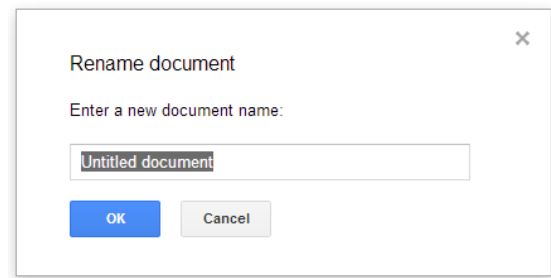 Rename document
Enter a new document name:
Untitled document
OK
Cancel